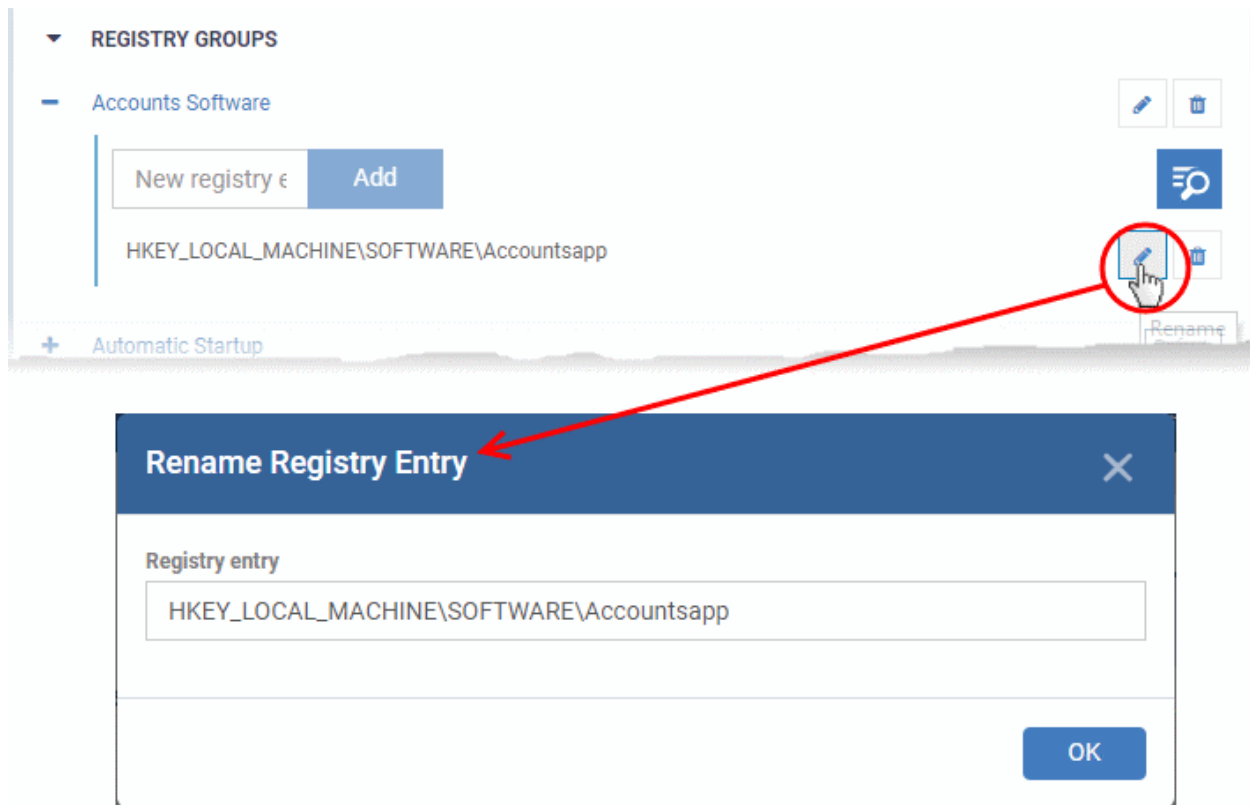 REGISTRY GROUPS
Accounts Software
New registry e
Add
HKEY_LOCAL_MACHINE\SOFTWARE\Accountsapp
Rename
Automatic Startup
Rename Registry Entry
Registry entry
HKEY_LOCAL_MACHINE\SOFTWARE\Accountsapp
OK